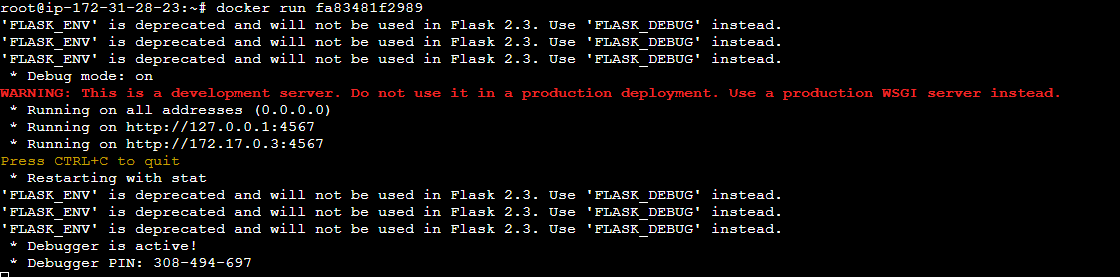 root@ip-172-31-28-23:~# docker run fa83481f2989
'FLASK_ENV' is deprecated and will not be used in Flask 2.3. Use 'FLASK_DEBUG' instead.
'FLASK_ENV' is deprecated and will not be used in Flask 2.3. Use 'FLASK_DEBUG' instead.
'FLASK_ENV' is deprecated and will not be used in Flask 2.3. Use 'FLASK_DEBUG' instead.
 * Debug mode: on
WARNING: This is a development server. Do not use it in a production deployment. Use a production WSGI server instead.
 * Running on all addresses (0.0.0.0)
 * Running on http://127.0.0.1:4567
 * Running on http://172.17.0.3:4567
Press CTRL+C to quit
 * Restarting with stat
'FLASK_ENV' is deprecated and will not be used in Flask 2.3. Use 'FLASK_DEBUG' instead.
'FLASK_ENV' is deprecated and will not be used in Flask 2.3. Use 'FLASK_DEBUG' instead.
'FLASK_ENV' is deprecated and will not be used in Flask 2.3. Use 'FLASK_DEBUG' instead.
 * Debugger is active!
 * Debugger PIN: 308-494-697